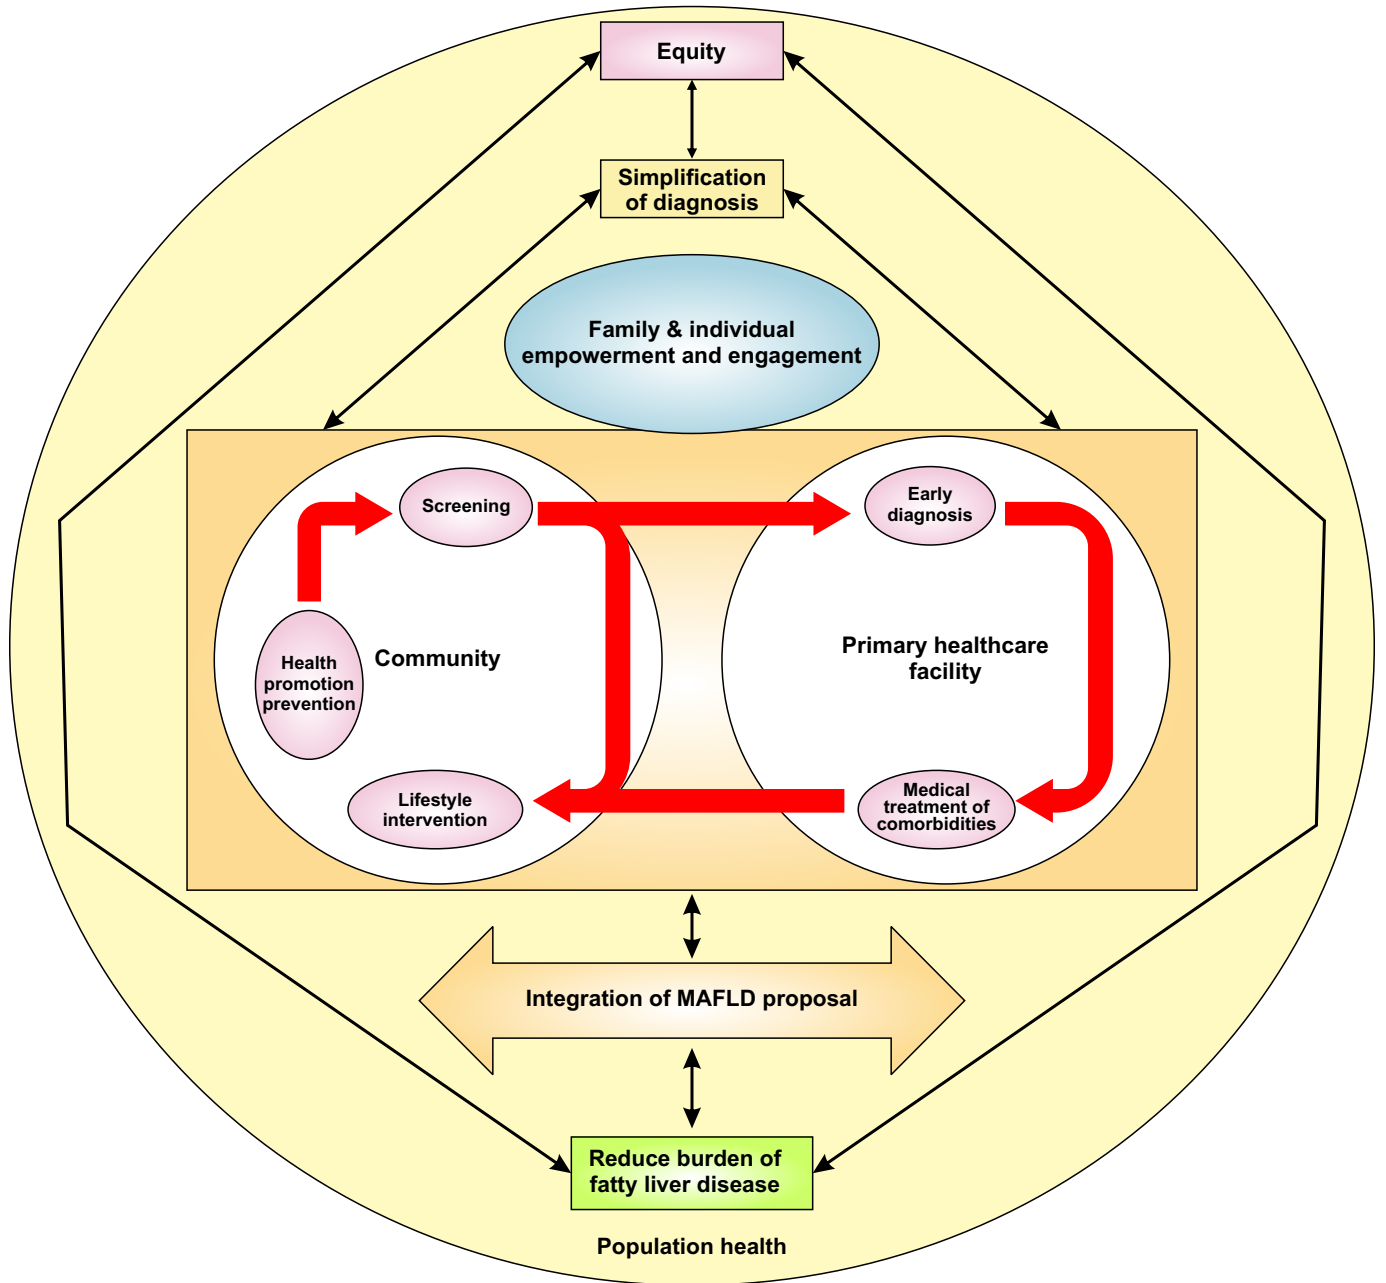 Equity
Simplification
of diagnosis
Family & individual
empowerment and engagement
Screening
Early
diagnosis
Community
Health
promotion
prevention
Primary healthcare
facility
Lifestyle
intervention
Medical
treatment of
comorbidities
Integration of MAFLD proposal
Reduce burden of
fatty liver disease
Population health